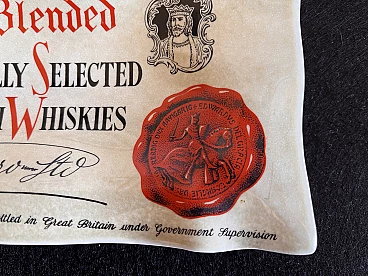 Blended
LLY SELECTED
WHISKIES
ttled in Great Britain under Government Supervision